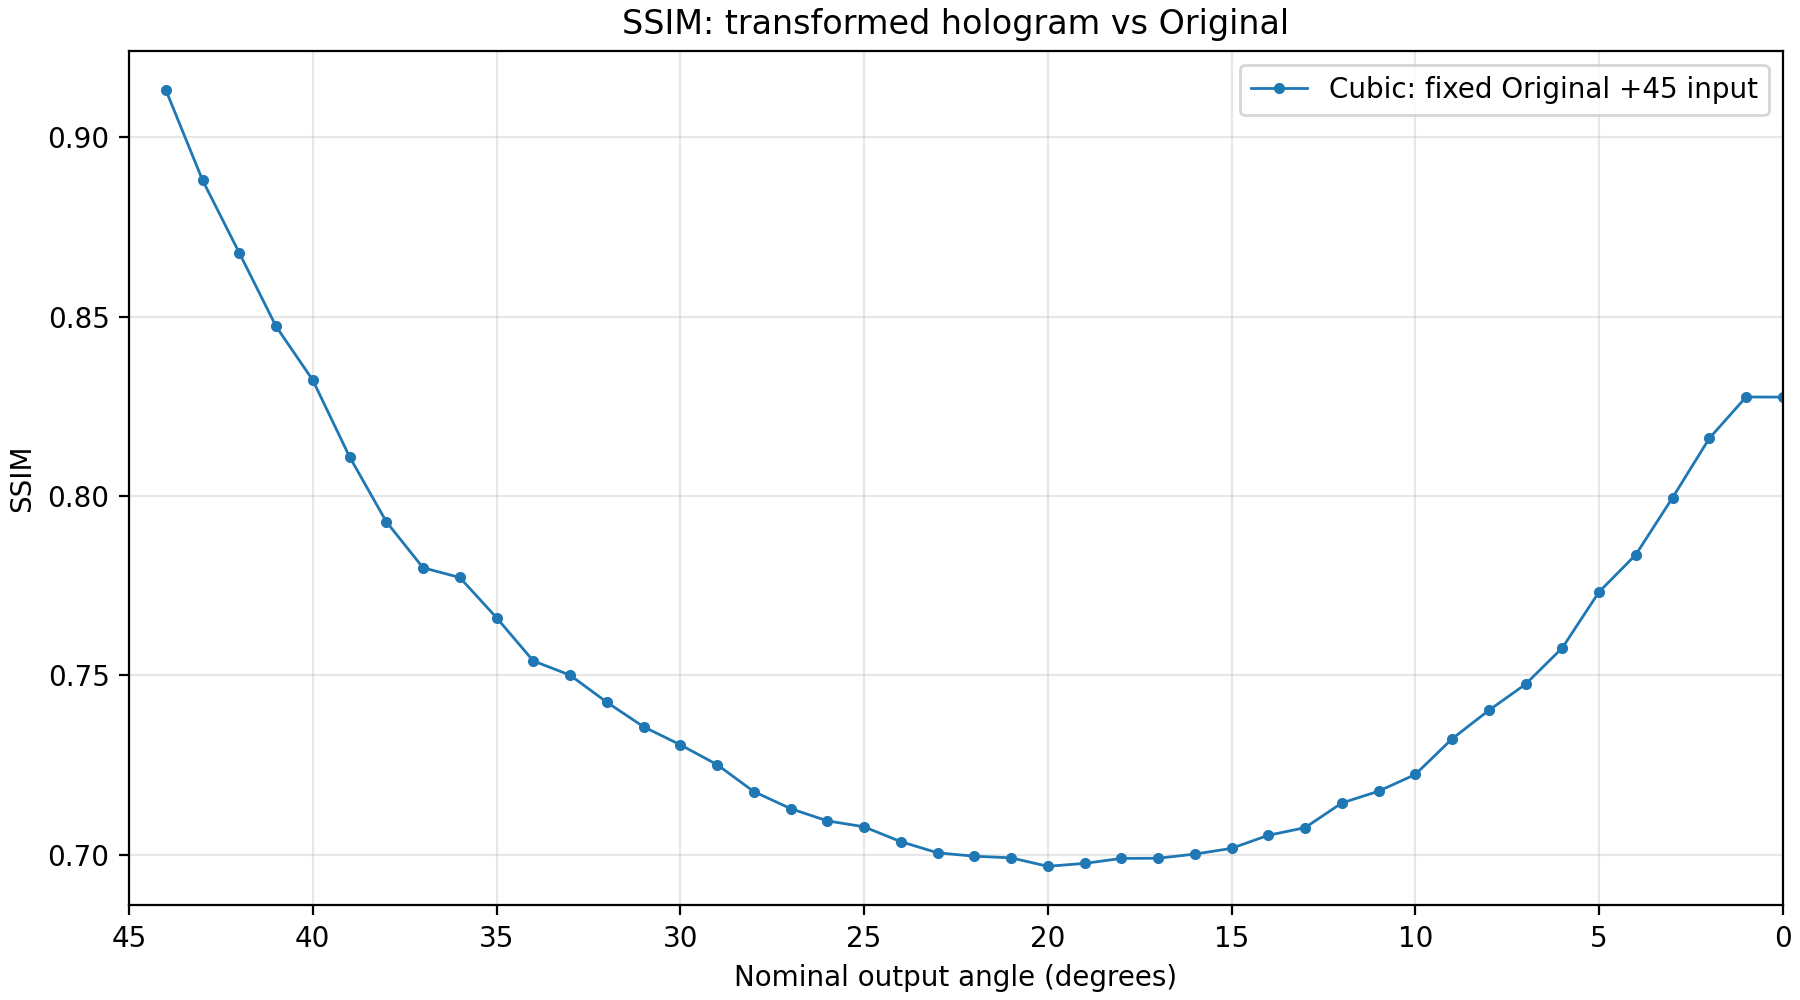 SSIM: transformed hologram vs Original
Cubic: fixed Original +45 input
0.90
0.85
0.80
0.75
0.70
SSIM
45 40 35 30 25 20 15 10 5 0
Nominal output angle (degrees)